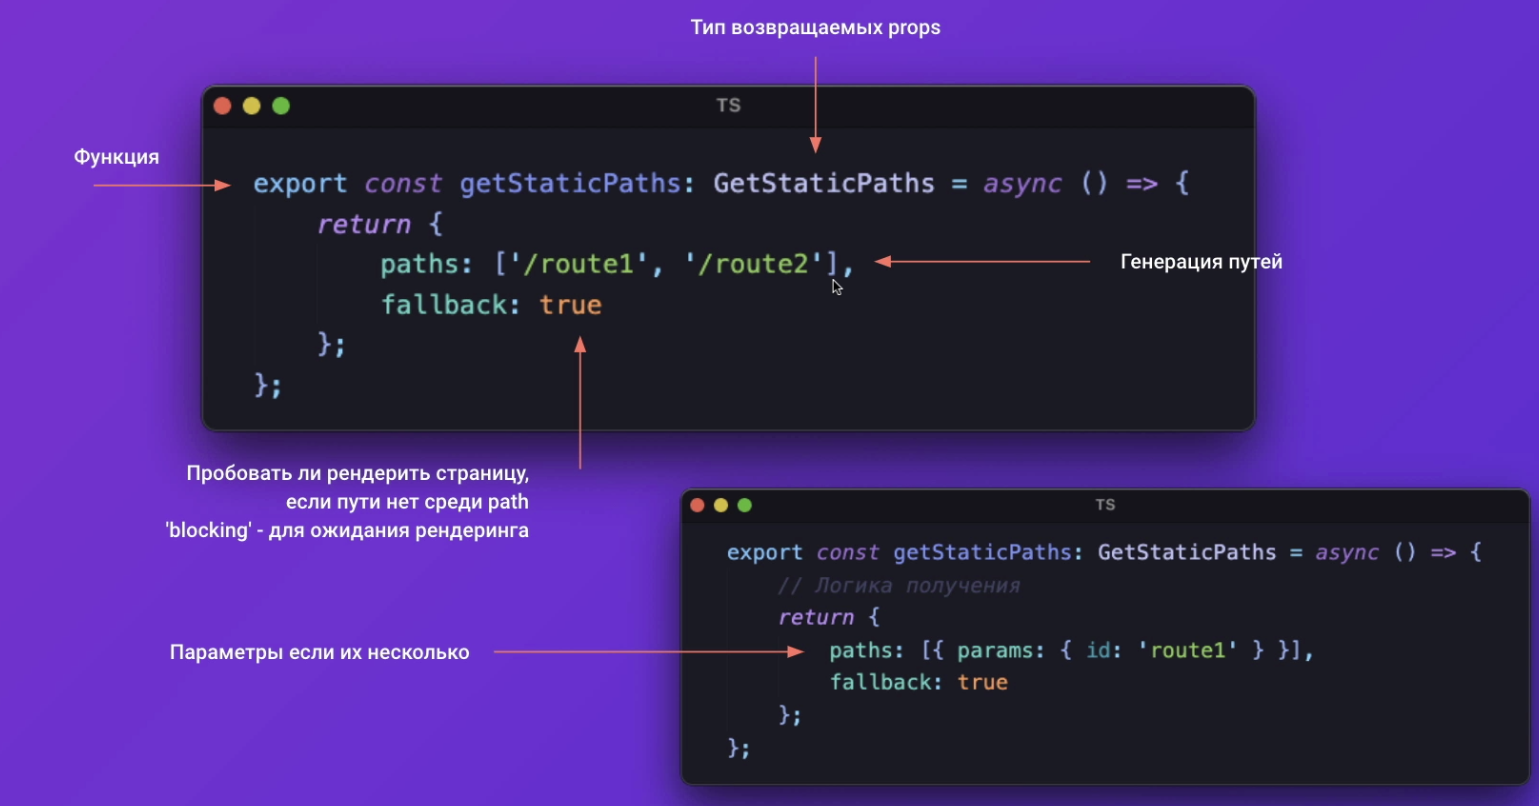 Тип возвращаемых props
TS
Функция
export const getStaticPaths: GetStaticPaths = async () => {
return {
paths: ['/route1', '/route2'],
Генерация путей
fallback: true
};
};
Пробовать ли рендерить страницу,
если пути нет среди path
'blocking' - для ожидания рендеринга
TS
export const getStaticPaths: GetStaticPaths = async () => {
// Логика получения
return {
Параметры если их несколько
paths: [{ params: { id: 'route1' } }],
fallback: true
};
};